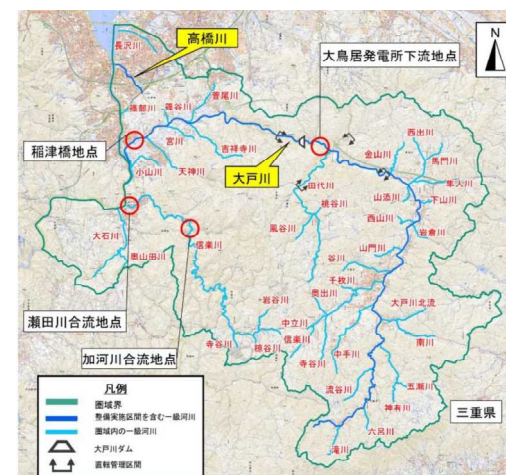 高橋川
大鳥居発電所下流地点
N
長沢川
篠部川
篠谷川
菅尾川
稲津橋地点
宮川
吉祥寺川
天神川
小山川
大戸川
金山川
西出川
馬門川
隼人川
田代川
桃谷川
山添川
下山川
西山川
岩倉川
風谷川
山門川
谷川
千枚川
大石川
奥山田川
信楽川
奥出川
大戸川北流
瀬田川合流地点
岩谷川
中立川
信楽川
南川
加河川合流地点
寺谷川
椋谷川
寺谷川
中手川
流谷川
五瀬川
神有川
三重県
六呂川
滝川
凡例
圏域界
整備実施区間を含む一級河川
圏域内の一級河川
大戸川ダム
直轄管理区間